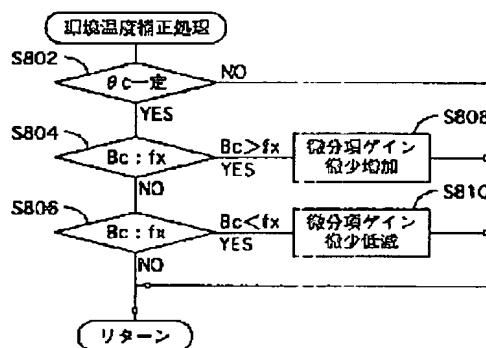 環境温度補正処理
S802
θc一定
NO
YES
S804
Bc:fx
Bc>fx
YES
S808
微分項ゲイン
微少増加
NO
S806
Bc:fx
Bc<fx
YES
S810
微分項ゲイン
微少低減
NO
リターン